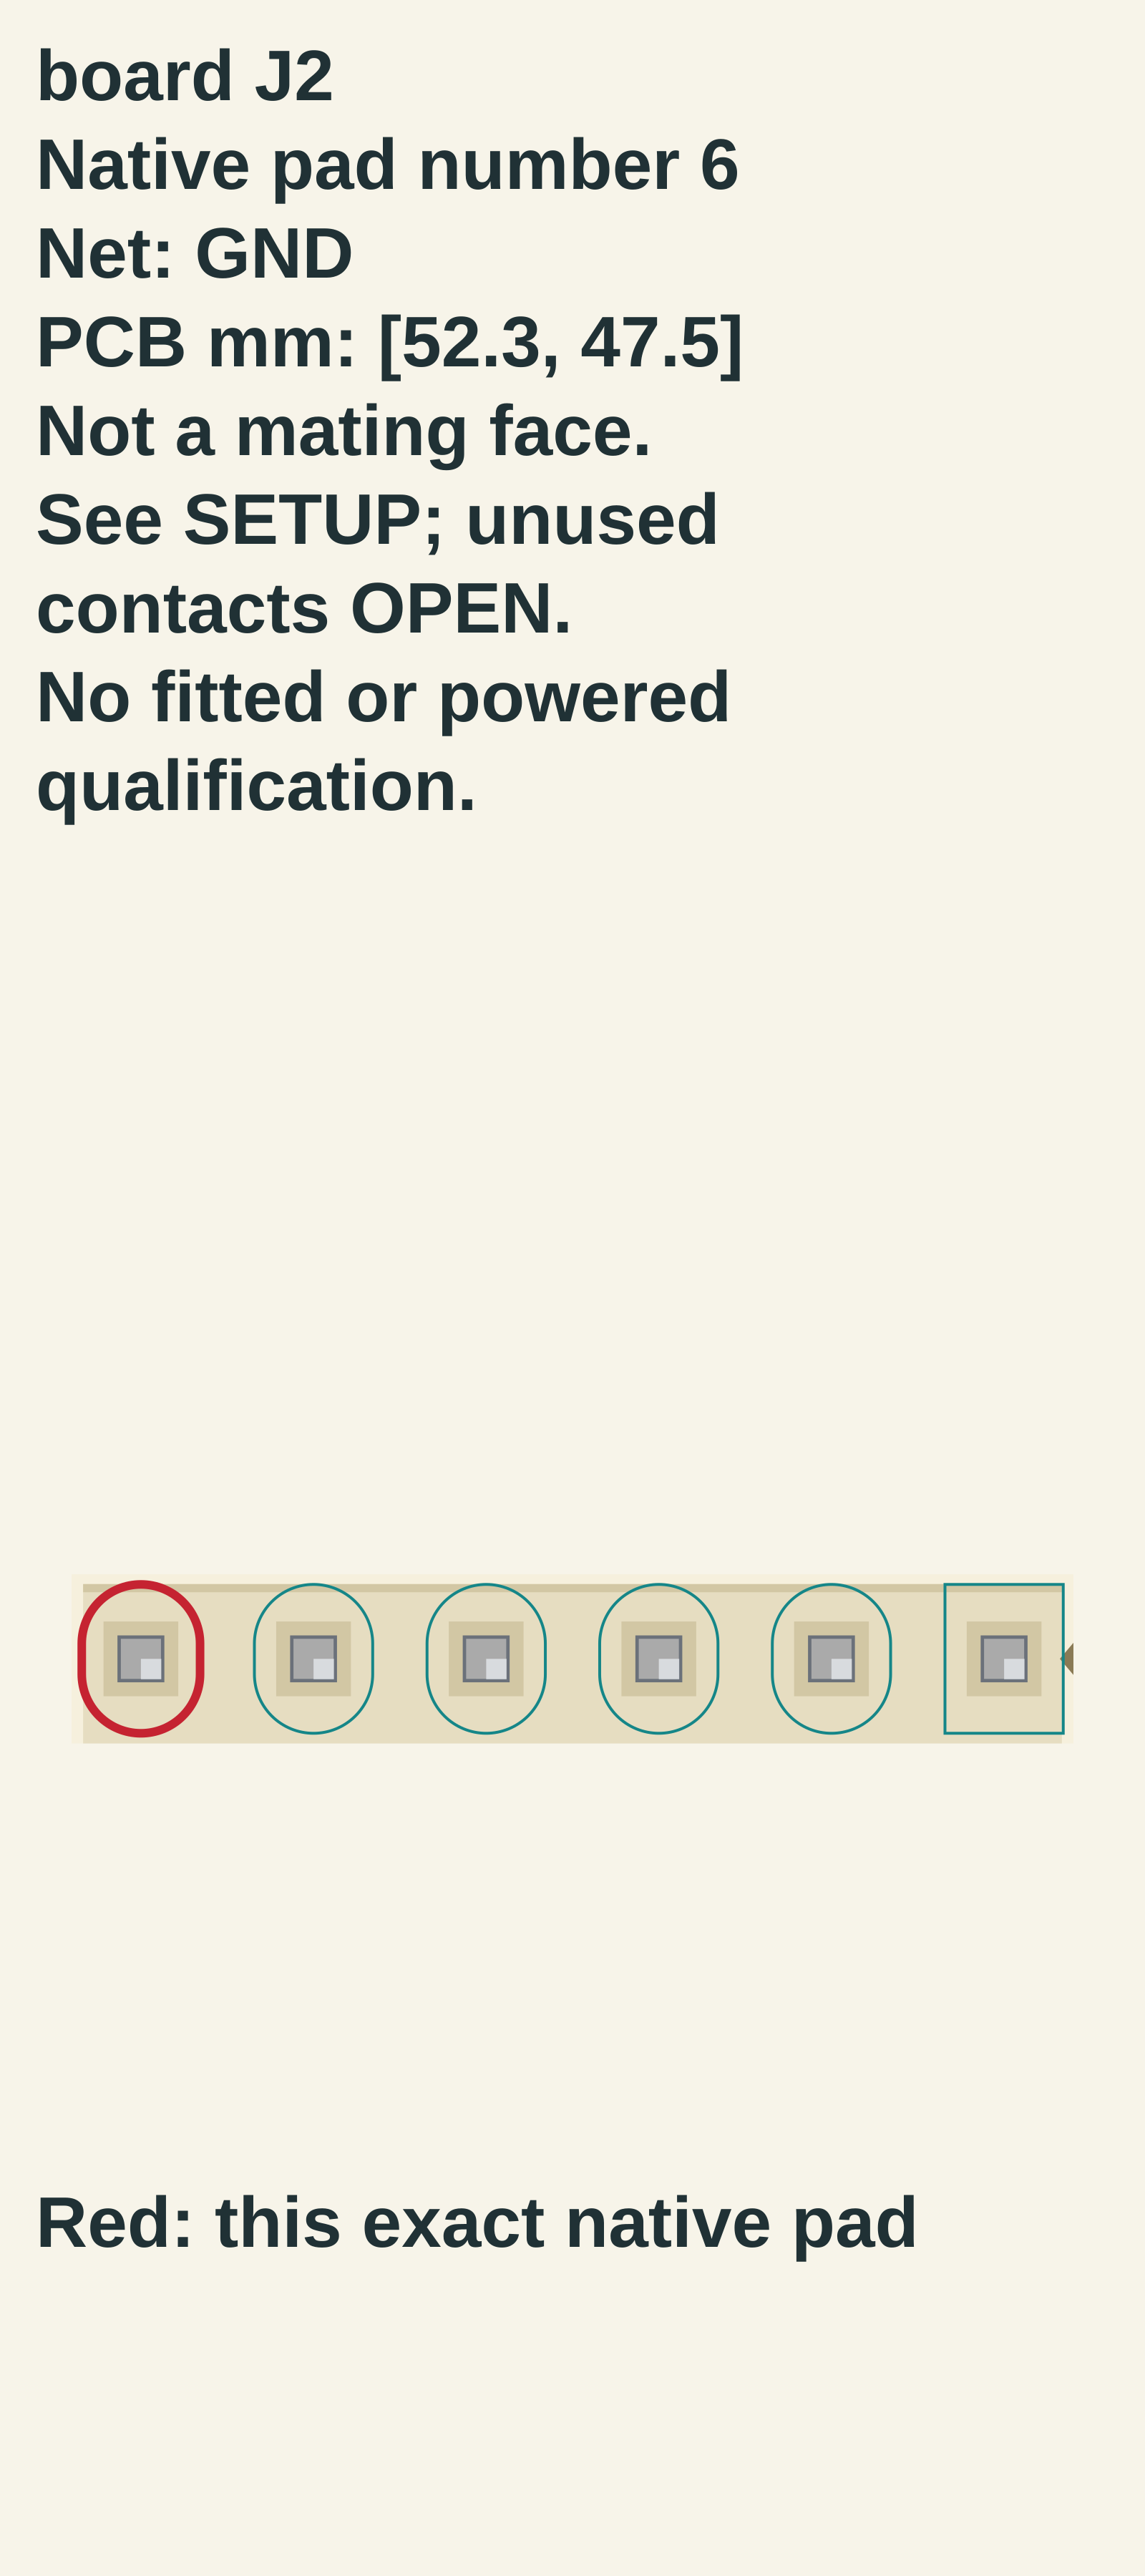 board J2
Native pad number 6
Net: GND
PCB mm: [52.3, 47.5]
Not a mating face.
See SETUP; unused
contacts OPEN.
No fitted or powered
qualification.
Red: this exact native pad